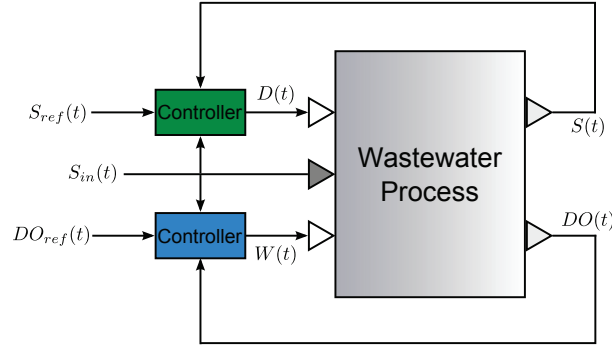 D(t)
S_ref(t)
Controller
S(t)
S_in(t)
Wastewater
Process
DO_ref(t)
Controller
DO(t)
W(t)